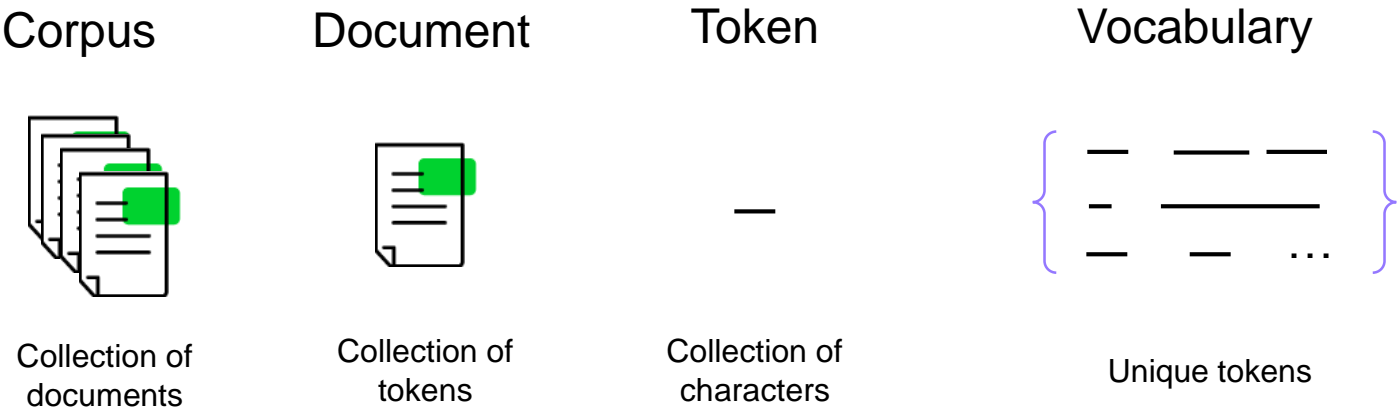 Corpus
Document
Token
Vocabulary
...
Collection of
documents
Collection of
tokens
Collection of
characters
Unique tokens